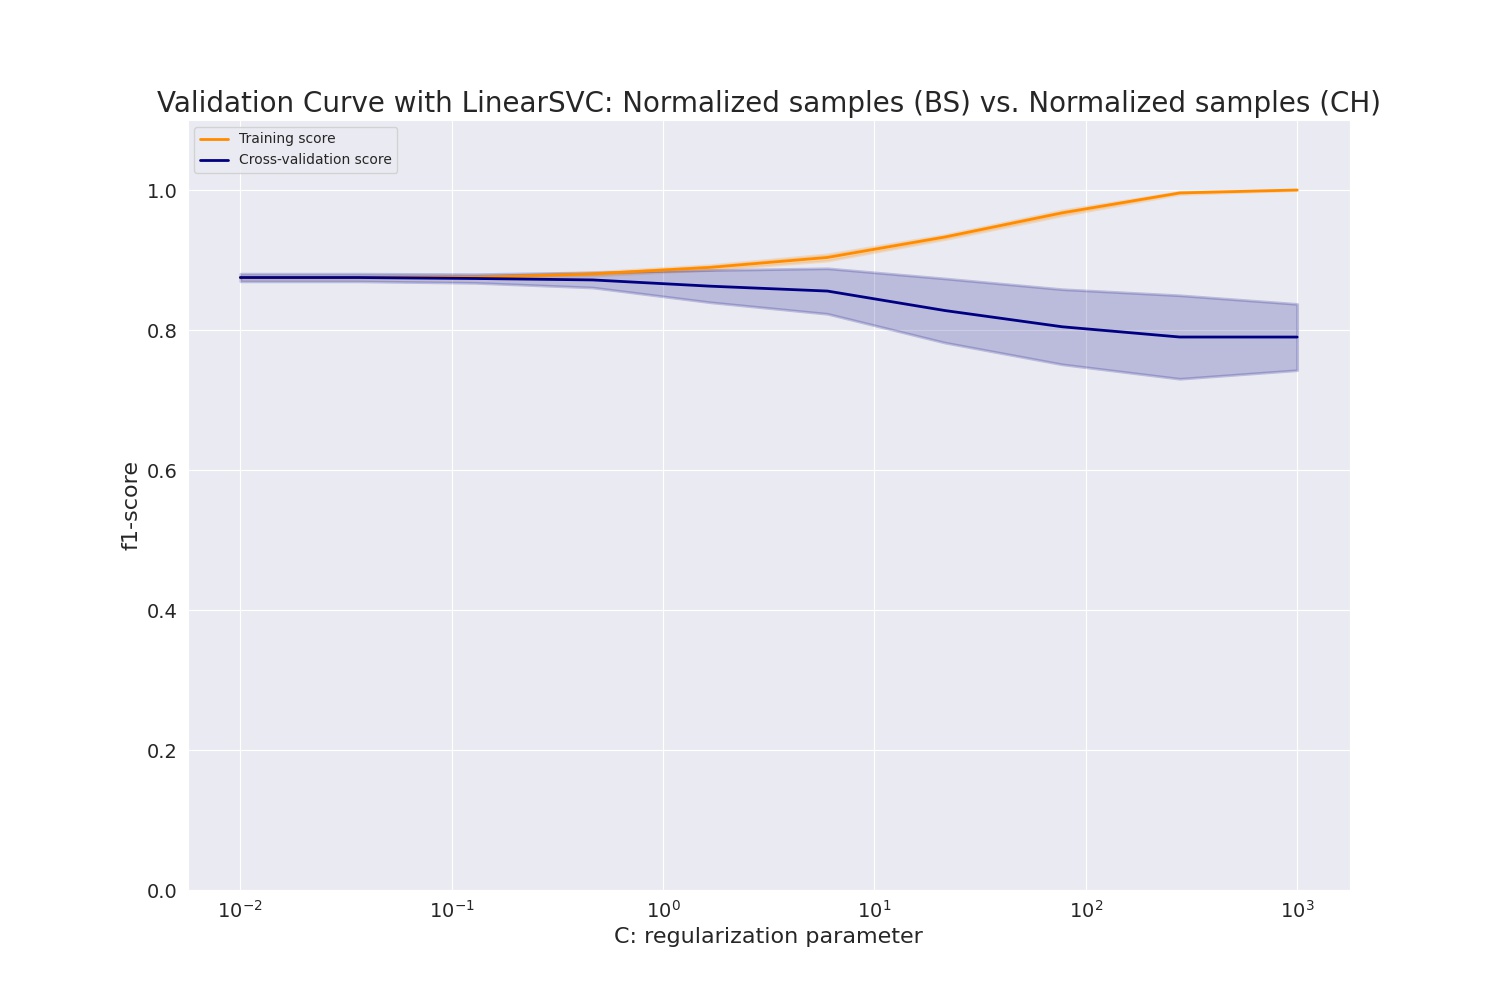 Validation Curve with LinearSVC: Normalized samples (BS) vs. Normalized samples (CH)
Training score
Cross-validation score
1.0
0.8
0.6
0.4
0.2
0.0
f1-score
10⁻² 10⁻¹ 10⁰ 10¹ 10² 10³
C: regularization parameter